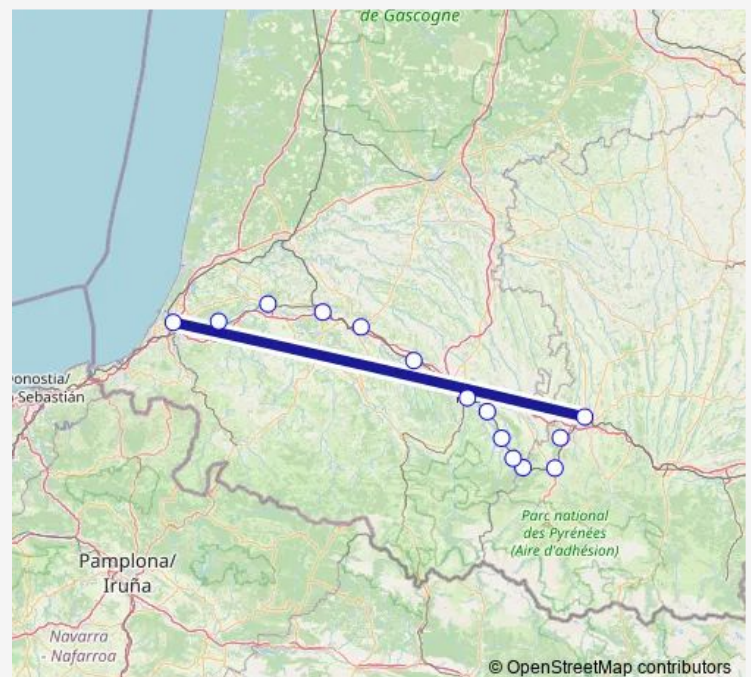 de Gascogne
onostia/
Sebastián
Parc national
des Pyrénées
(Aire d'adhésion)
Pamplona/
Iruña
Navarra
- Nafarroa
© OpenStreetMap contributors